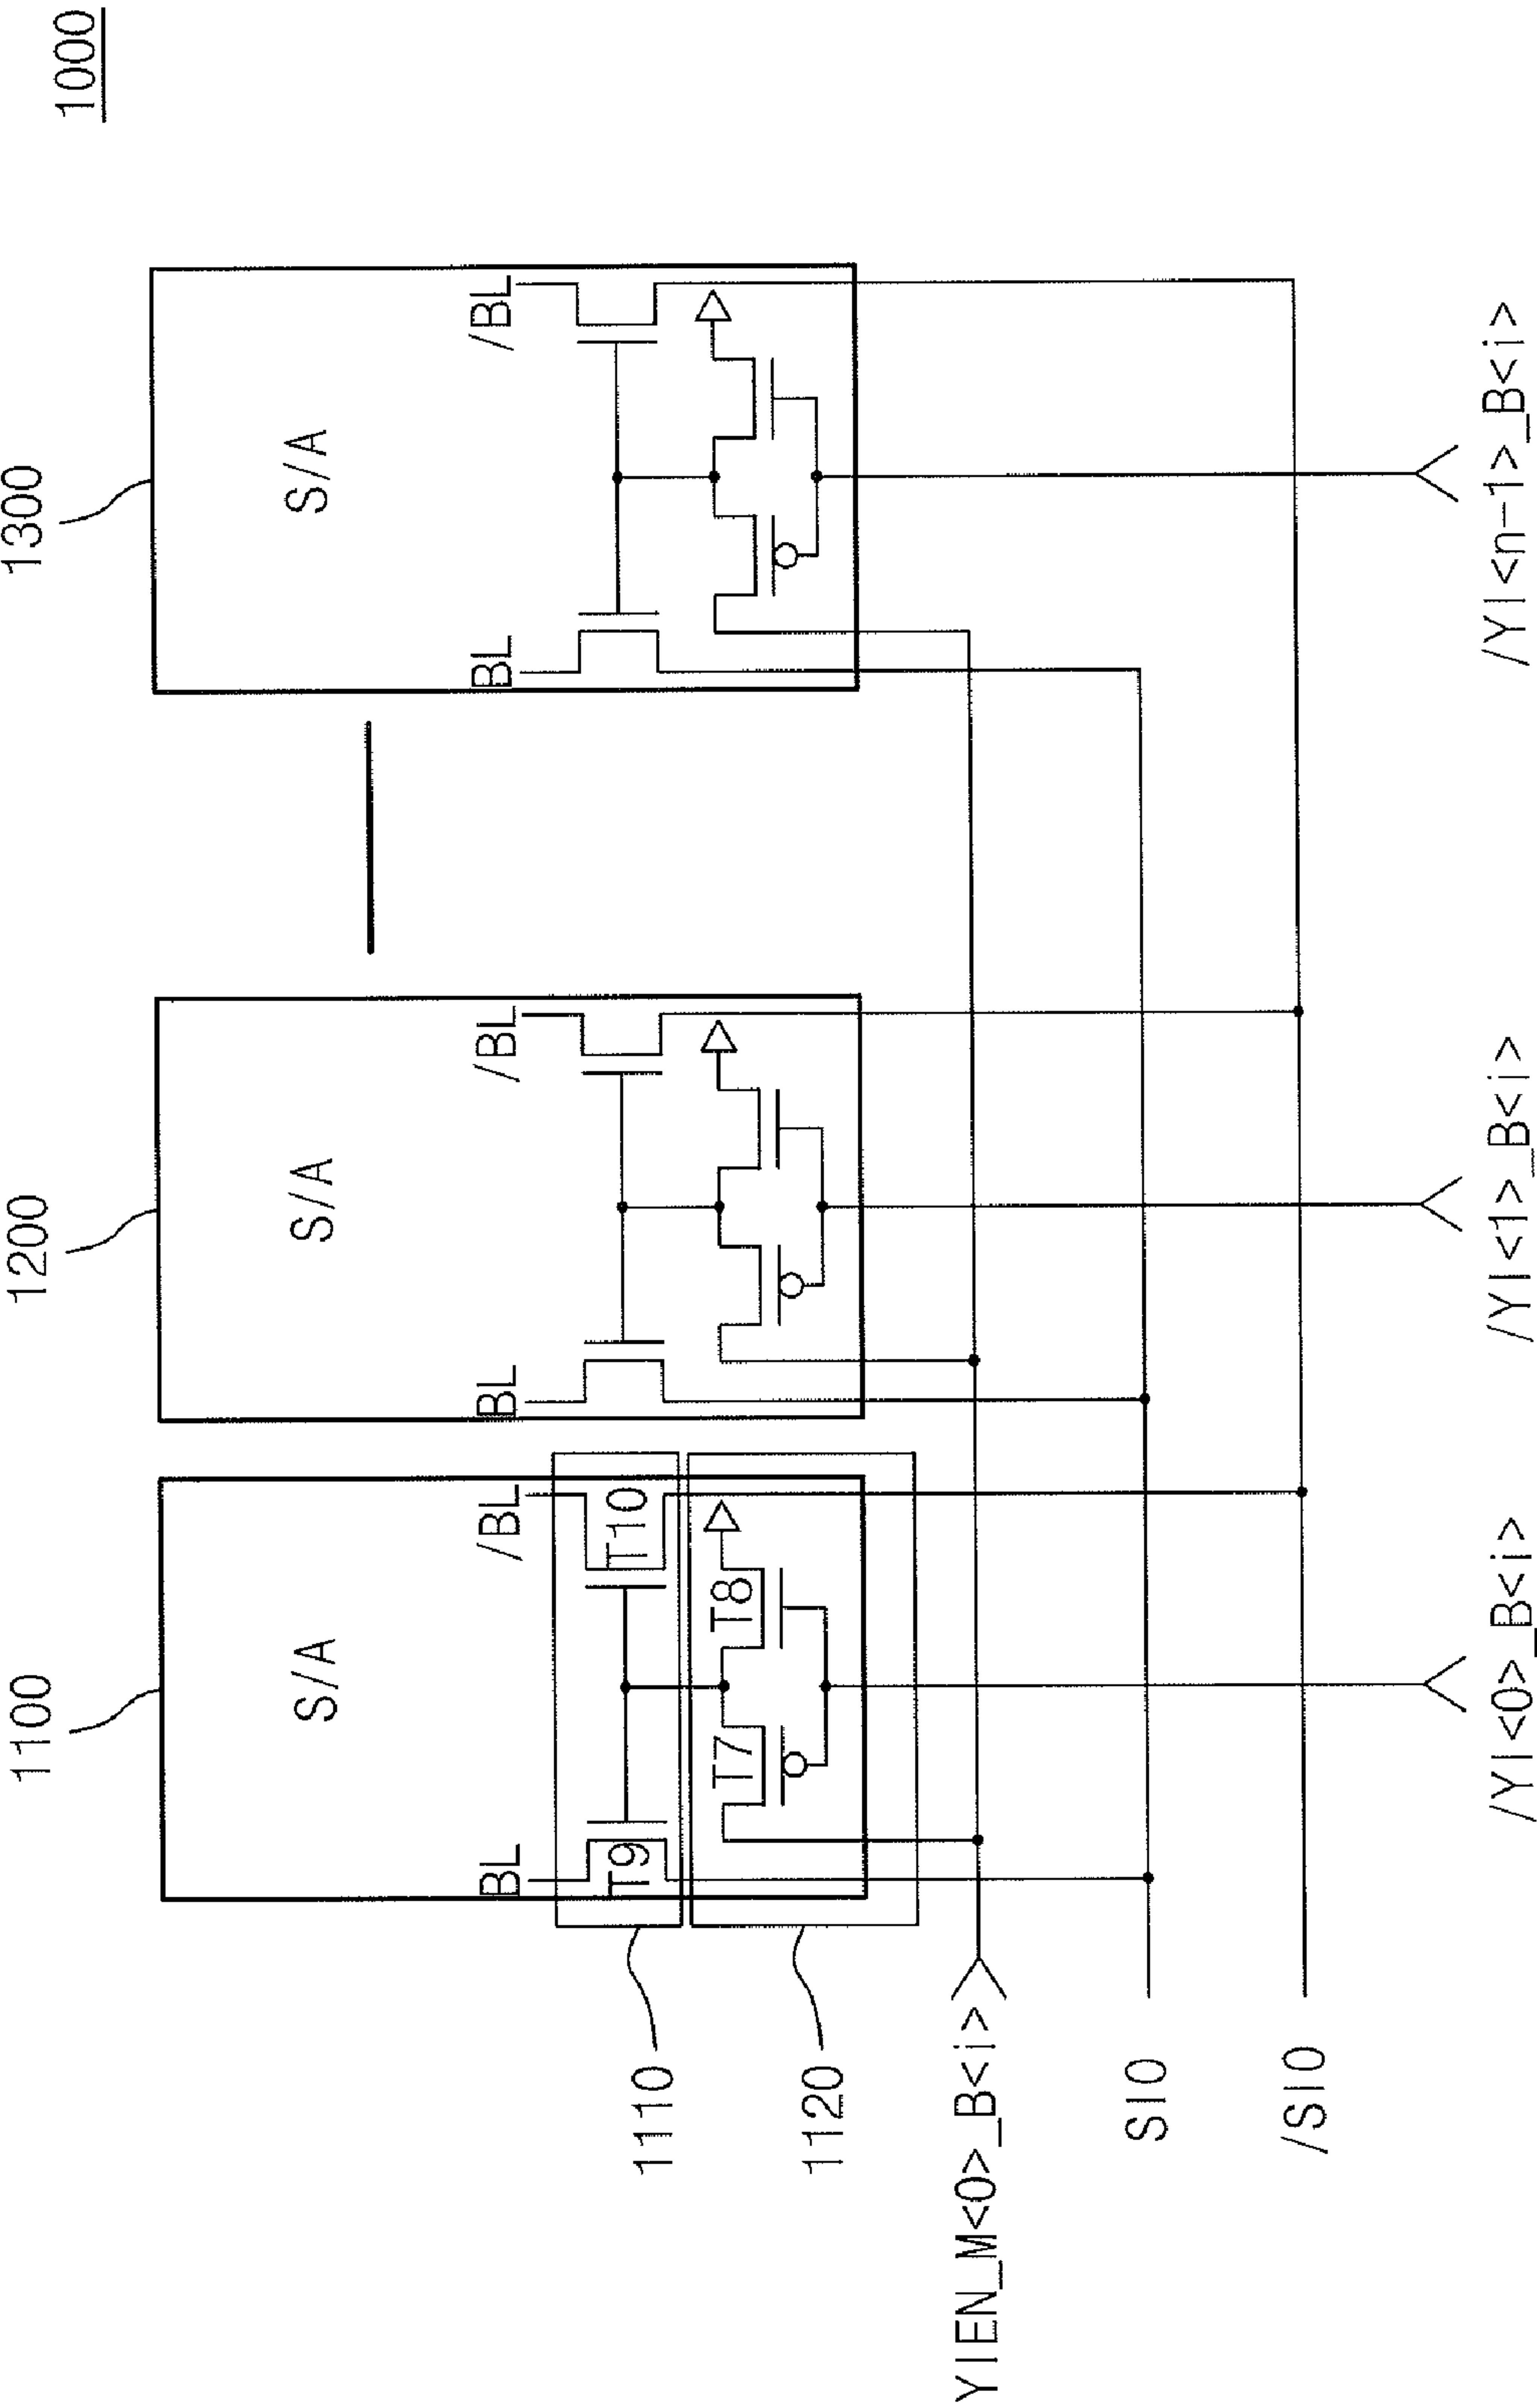 1000
1100
1200
1300
S/A
S/A
S/A
BL
/BL
BL
/BL
BL
/BL
T9
T10
1110
T7
T8
1120
YIEN_M<0>_B<i>
SIO
/SIO
/YI<0>_B<i>
/YI<1>_B<i>
/YI<n-1>_B<i>